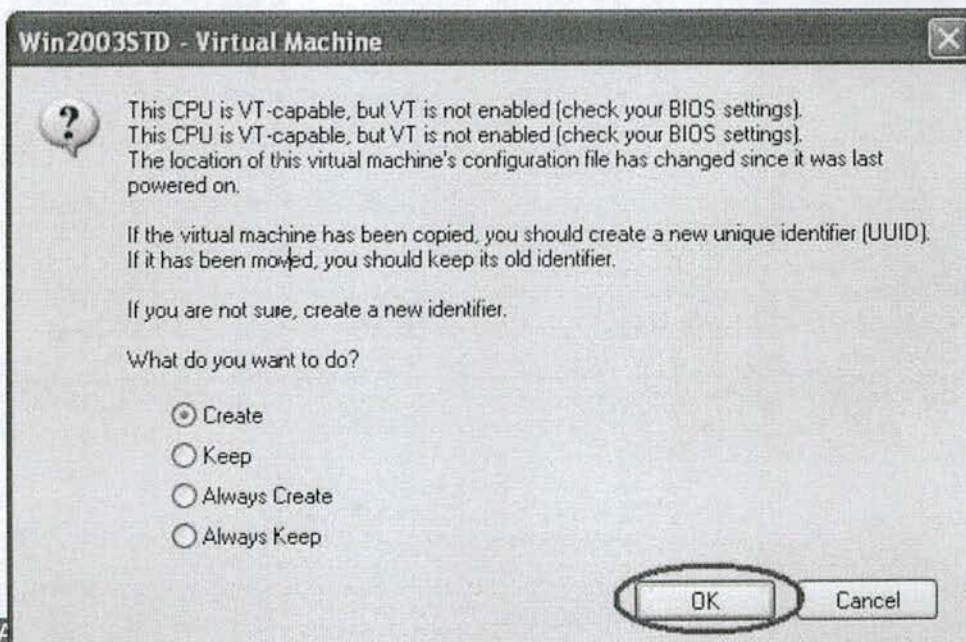 Win2003STD - Virtual Machine
This CPU is VT-capable, but VT is not enabled (check your BIOS settings).
This CPU is VT-capable, but VT is not enabled (check your BIOS settings).
The location of this virtual machine's configuration file has changed since it was last
powered on.
If the virtual machine has been copied, you should create a new unique identifier (UUID).
If it has been moved, you should keep its old identifier.
If you are not sure, create a new identifier.
What do you want to do?
Create
Keep
Always Create
Always Keep
OK
Cancel